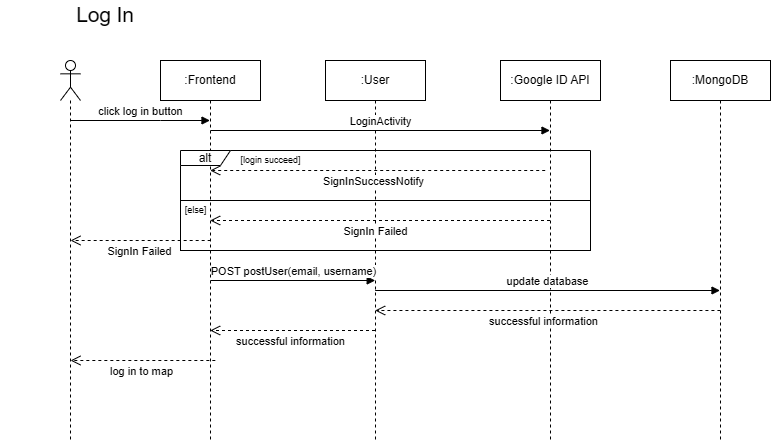 Log In
:Frontend
:User
:Google ID API
:MongoDB
click log in button
LoginActivity
alt
[login succeed]
SignInSuccessNotify
[else]
SignIn Failed
SignIn Failed
POST postUser(email, username)
update database
successful information
successful information
log in to map